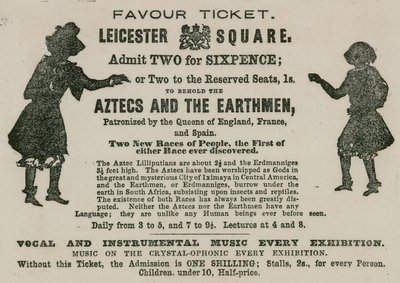 FAVOUR TICKET.
LEICESTER SQUARE.
Admit TWO for SIXPENCE;
or Two to the Reserved Seats, 1s.
TO BEHOLD THE
AZTECS AND THE EARTHMEN,
Patronized by the Queens of England, France,
and Spain.
Two New Races of People, the First of
either Race ever discovered.
The Aztec Lilliputians are about 2½ and the Erdmanniges
3½ feet high. The Aztecs have been worshipped as Gods in
the great and mysterious City of Iximaya in Central America,
and the Earthmen, or Erdmanniges, burrow under the
earth in South Africa, subsisting upon insects and reptiles.
The existence of both Races has always been greatly dis-
puted. Neither the Aztecs nor the Earthmen have any
Language; they are unlike any Human beings ever before seen.
Daily from 3 to 5, and 7 to 9½. Lectures at 4 and 8.
VOCAL AND INSTRUMENTAL MUSIC EVERY EXHIBITION.
MUSIC ON THE CRYSTAL-OPHONIC EVERY EXHIBITION.
Without this Ticket, the Admission is ONE SHILLING; Stalls, 2s., for every Person.
Children. under 10, Half-price.